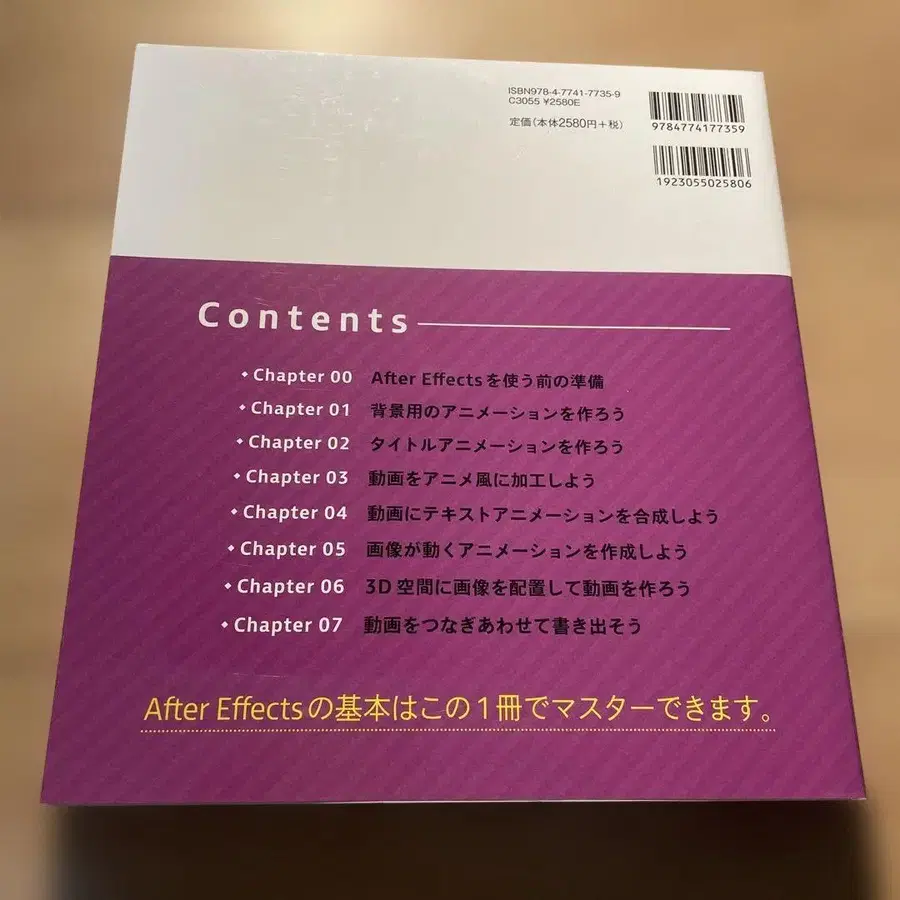 ISBN978-4-7741-7735-9
C3055 ¥2580E
定価(本体2580円+税)
9784774177359
1923055025806
Contents
Chapter 00 After Effectsを使う前の準備
Chapter 01 背景用のアニメーションを作ろう
Chapter 02 タイトルアニメーションを作ろう
Chapter 03 動画をアニメ風に加工しよう
Chapter 04 動画にテキストアニメーションを合成しよう
Chapter 05 画像が動くアニメーションを作成しよう
Chapter 06 3D空間に画像を配置して動画を作ろう
Chapter 07 動画をつなぎあわせて書き出そう
After Effectsの基本はこの1冊でマスターできます。